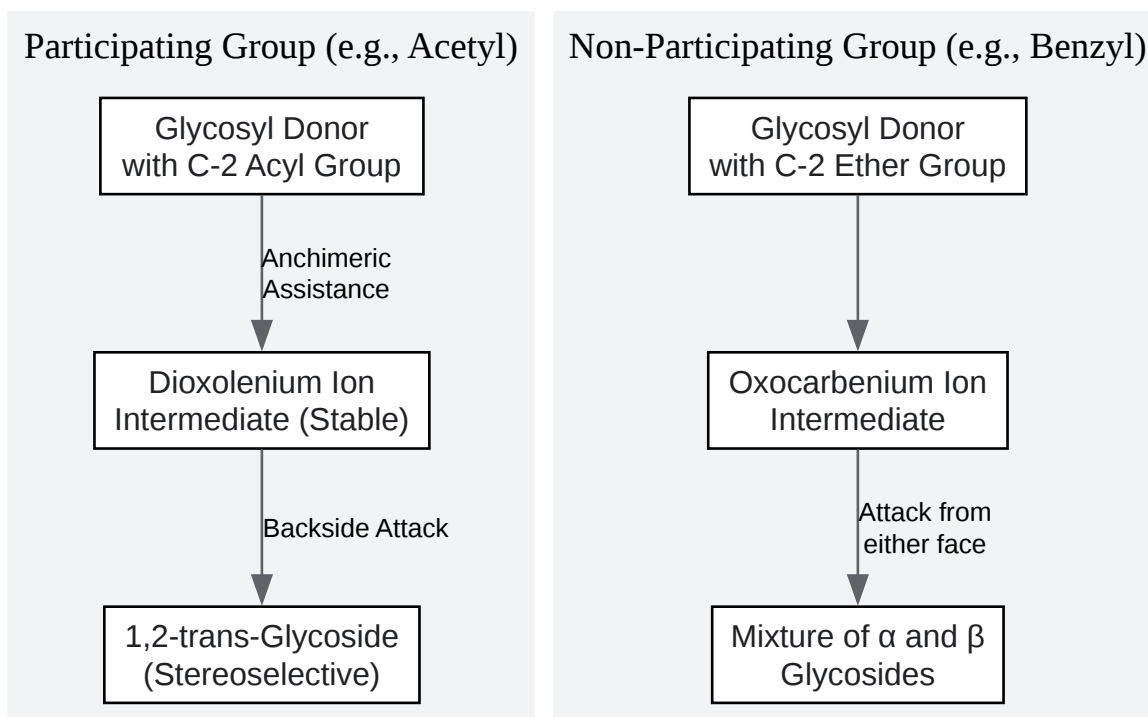 Participating Group (e.g., Acetyl)
Glycosyl Donor
with C-2 Acyl Group
Anchimeric
Assistance
Dioxolenium Ion
Intermediate (Stable)
Backside Attack
1,2-trans-Glycoside
(Stereoselective)
Non-Participating Group (e.g., Benzyl)
Glycosyl Donor
with C-2 Ether Group
Oxocarbenium Ion
Intermediate
Attack from
either face
Mixture of α and β
Glycosides